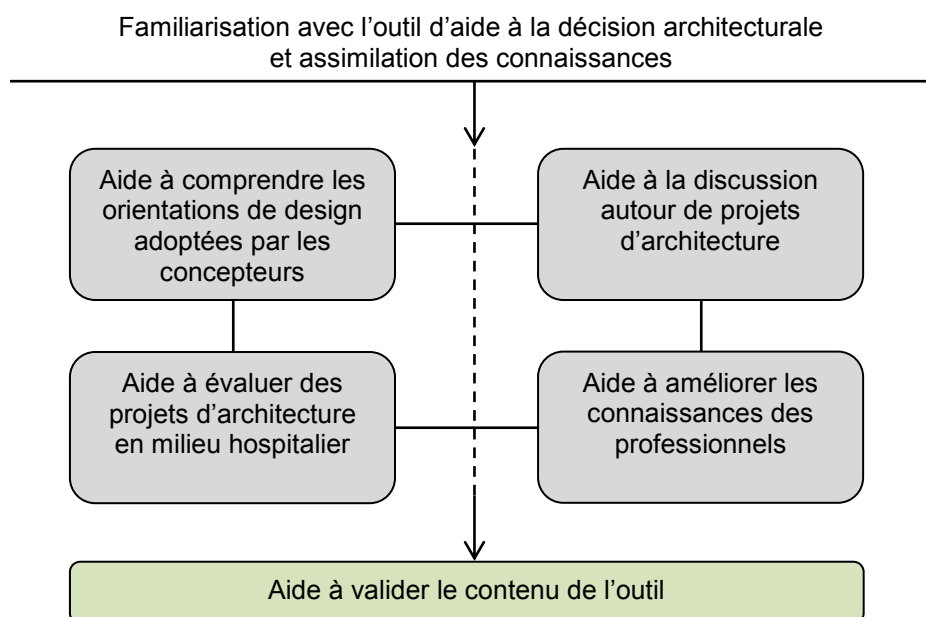 Familiarisation avec l’outil d’aide à la décision architecturale
et assimilation des connaissances
Aide à comprendre les
orientations de design
adoptées par les
concepteurs
Aide à la discussion
autour de projets
d’architecture
Aide à évaluer des
projets d’architecture
en milieu hospitalier
Aide à améliorer les
connaissances des
professionnels
Aide à valider le contenu de l’outil